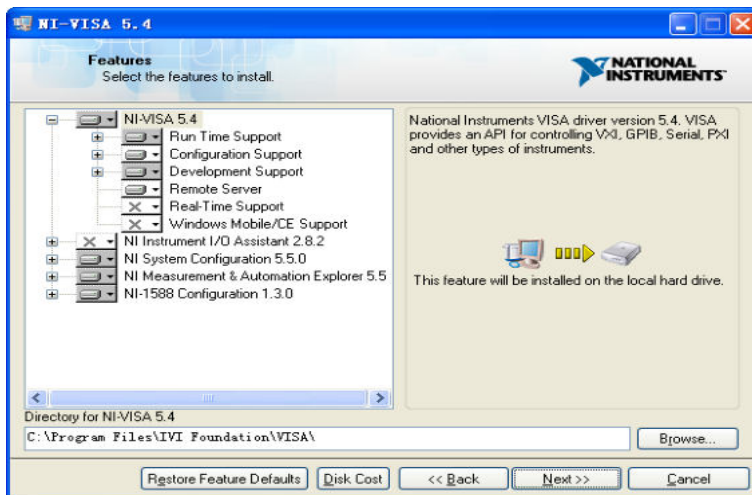 NI-VISA 5.4
Features
Select the features to install.
NATIONAL
INSTRUMENTS
NI-VISA 5.4
Run Time Support
Configuration Support
Development Support
Remote Server
Real-Time Support
Windows Mobile/CE Support
NI Instrument I/O Assistant 2.8.2
NI System Configuration 5.5.0
NI Measurement & Automation Explorer 5.5
NI-1588 Configuration 1.3.0
National Instruments VISA driver version 5.4. VISA
provides an API for controlling VXI, GPIB, Serial, PXI
and other types of instruments.
This feature will be installed on the local hard drive.
Directory for NI-VISA 5.4
C:\Program Files\IVI Foundation\VISA\
Browse...
Restore Feature Defaults
Disk Cost
<< Back
Next >>
Cancel